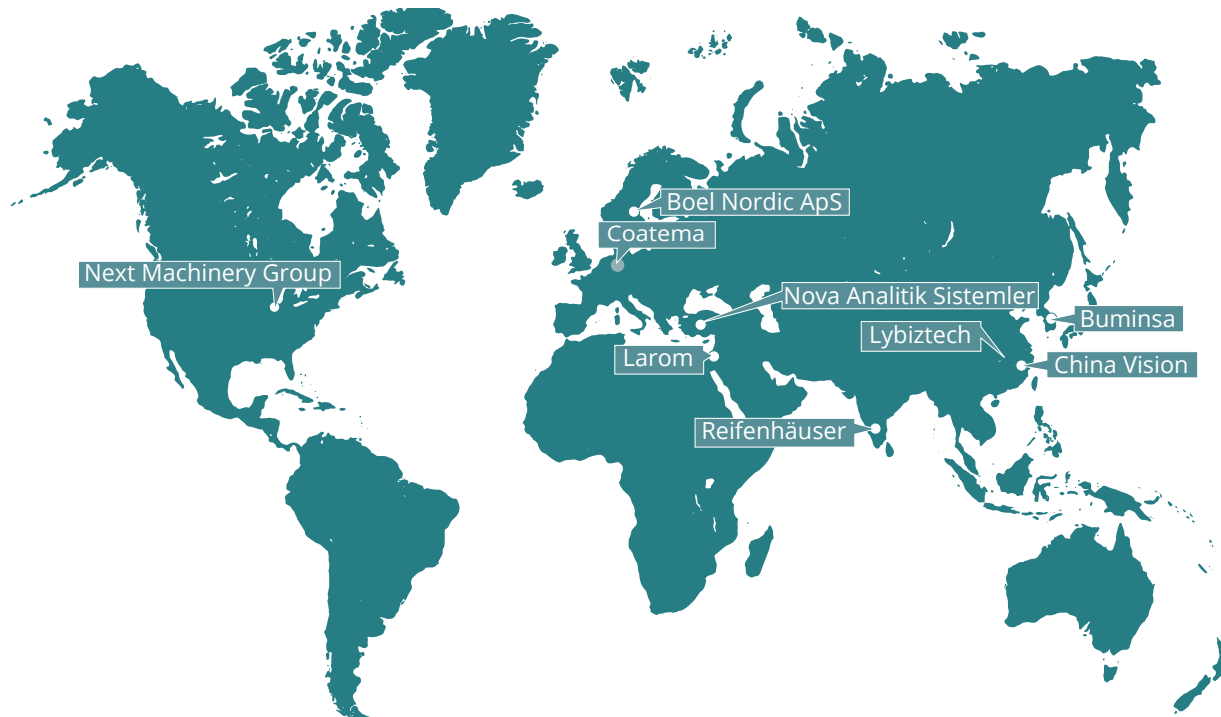 Boel Nordic ApS
Coatema
Next Machinery Group
Nova Analitik Sistemler
Buminsa
Lybiztech
Larom
China Vision
Reifenhäuser